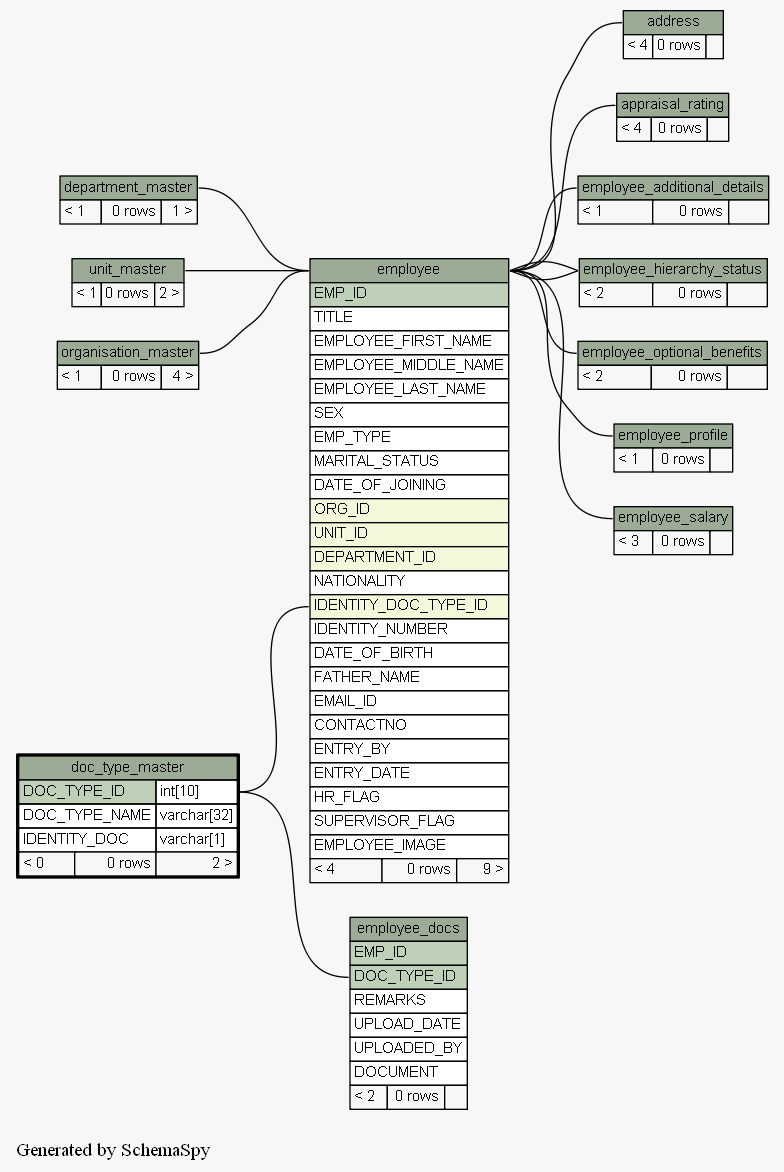 address
< 4 0 rows
appraisal_rating
< 4 0 rows
department_master
< 1 0 rows 1 >
employee_additional_details
< 1 0 rows
unit_master
< 1 0 rows 2 >
employee_hierarchy_status
< 2 0 rows
organisation_master
< 1 0 rows 4 >
employee_optional_benefits
< 2 0 rows
employee_profile
< 1 0 rows
employee_salary
< 3 0 rows
employee
EMP_ID
TITLE
EMPLOYEE_FIRST_NAME
EMPLOYEE_MIDDLE_NAME
EMPLOYEE_LAST_NAME
SEX
EMP_TYPE
MARITAL_STATUS
DATE_OF_JOINING
ORG_ID
UNIT_ID
DEPARTMENT_ID
NATIONALITY
IDENTITY_DOC_TYPE_ID
IDENTITY_NUMBER
DATE_OF_BIRTH
FATHER_NAME
EMAIL_ID
CONTACTNO
ENTRY_BY
ENTRY_DATE
HR_FLAG
SUPERVISOR_FLAG
EMPLOYEE_IMAGE
< 4 0 rows 9 >
doc_type_master
DOC_TYPE_ID int[10]
DOC_TYPE_NAME varchar[32]
IDENTITY_DOC varchar[1]
< 0 0 rows 2 >
employee_docs
EMP_ID
DOC_TYPE_ID
REMARKS
UPLOAD_DATE
UPLOADED_BY
DOCUMENT
< 2 0 rows
Generated by SchemaSpy